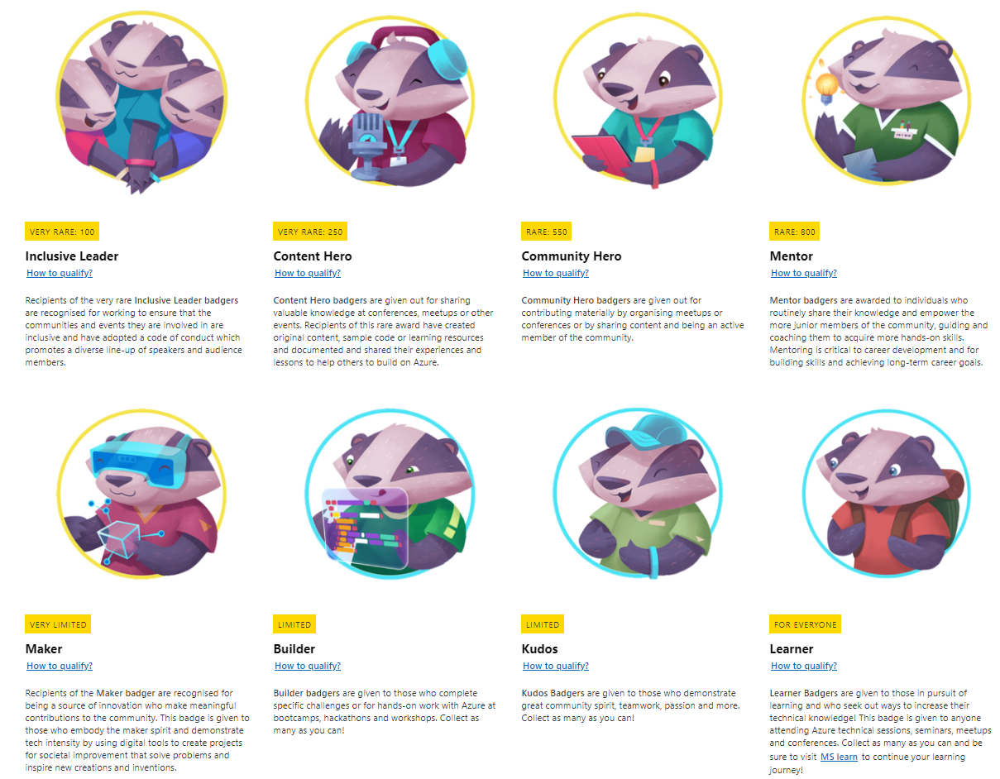 VERY RARE: 100
Inclusive Leader
How to qualify?
Recipients of the very rare Inclusive Leader badgers
are recognised for working to ensure that the
communities and events they are involved in are
inclusive and have adopted a code of conduct which
promotes a diverse line-up of speakers and audience
members.
VERY RARE: 250
Content Hero
How to qualify?
Content Hero badgers are given out for sharing
valuable knowledge at conferences, meetups or other
events. Recipients of this rare award have created
original content, sample code or learning resources
and documented and shared their experiences and
lessons to help others to build on Azure.
RARE: 550
Community Hero
How to qualify?
Community Hero badgers are given out for
contributing materially by organising meetups or
conferences or by sharing content and being an active
member of the community.
RARE: 800
Mentor
How to qualify?
Mentor badgers are awarded to individuals who
routinely share their knowledge and empower the
more junior members of the community, guiding and
coaching them to acquire more hands-on skills.
Mentoring is critical to career development and for
building skills and achieving long-term career goals.
VERY LIMITED
Maker
How to qualify?
Recipients of the Maker badger are recognised for
being a source of innovation who make meaningful
contributions to the community. This badge is given to
those who embody the maker spirit and demonstrate
tech intensity by using digital tools to create projects
for societal improvement that solve problems and
inspire new creations and inventions.
LIMITED
Builder
How to qualify?
Builder badgers are given to those who complete
specific challenges or for hands-on work with Azure at
bootcamps, hackathons and workshops. Collect as
many as you can!
LIMITED
Kudos
How to qualify?
Kudos Badgers are given to those who demonstrate
great community spirit, teamwork, passion and more.
Collect as many as you can!
FOR EVERYONE
Learner
How to qualify?
Learner Badgers are given to those in pursuit of
learning and who seek out ways to increase their
technical knowledge! This badge is given to anyone
attending Azure technical sessions, seminars, meetups
and conferences. Collect as many as you can and be
sure to visit MS learn to continue your learning
journey!